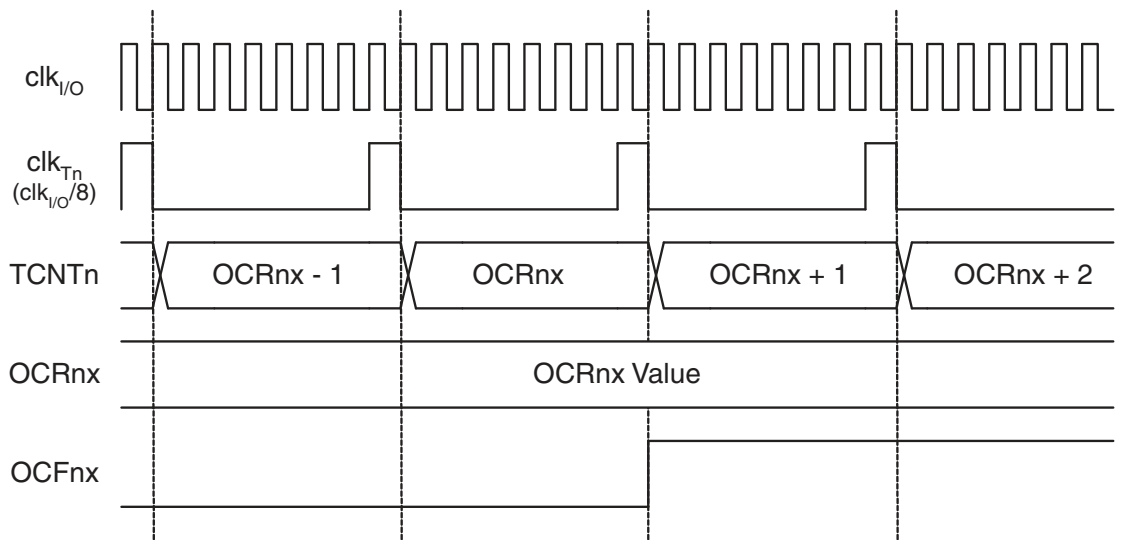 clkI/O
clkTn
(clkI/O/8)
TCNTn
OCRnx - 1
OCRnx
OCRnx + 1
OCRnx + 2
OCRnx
OCRnx Value
OCFnx